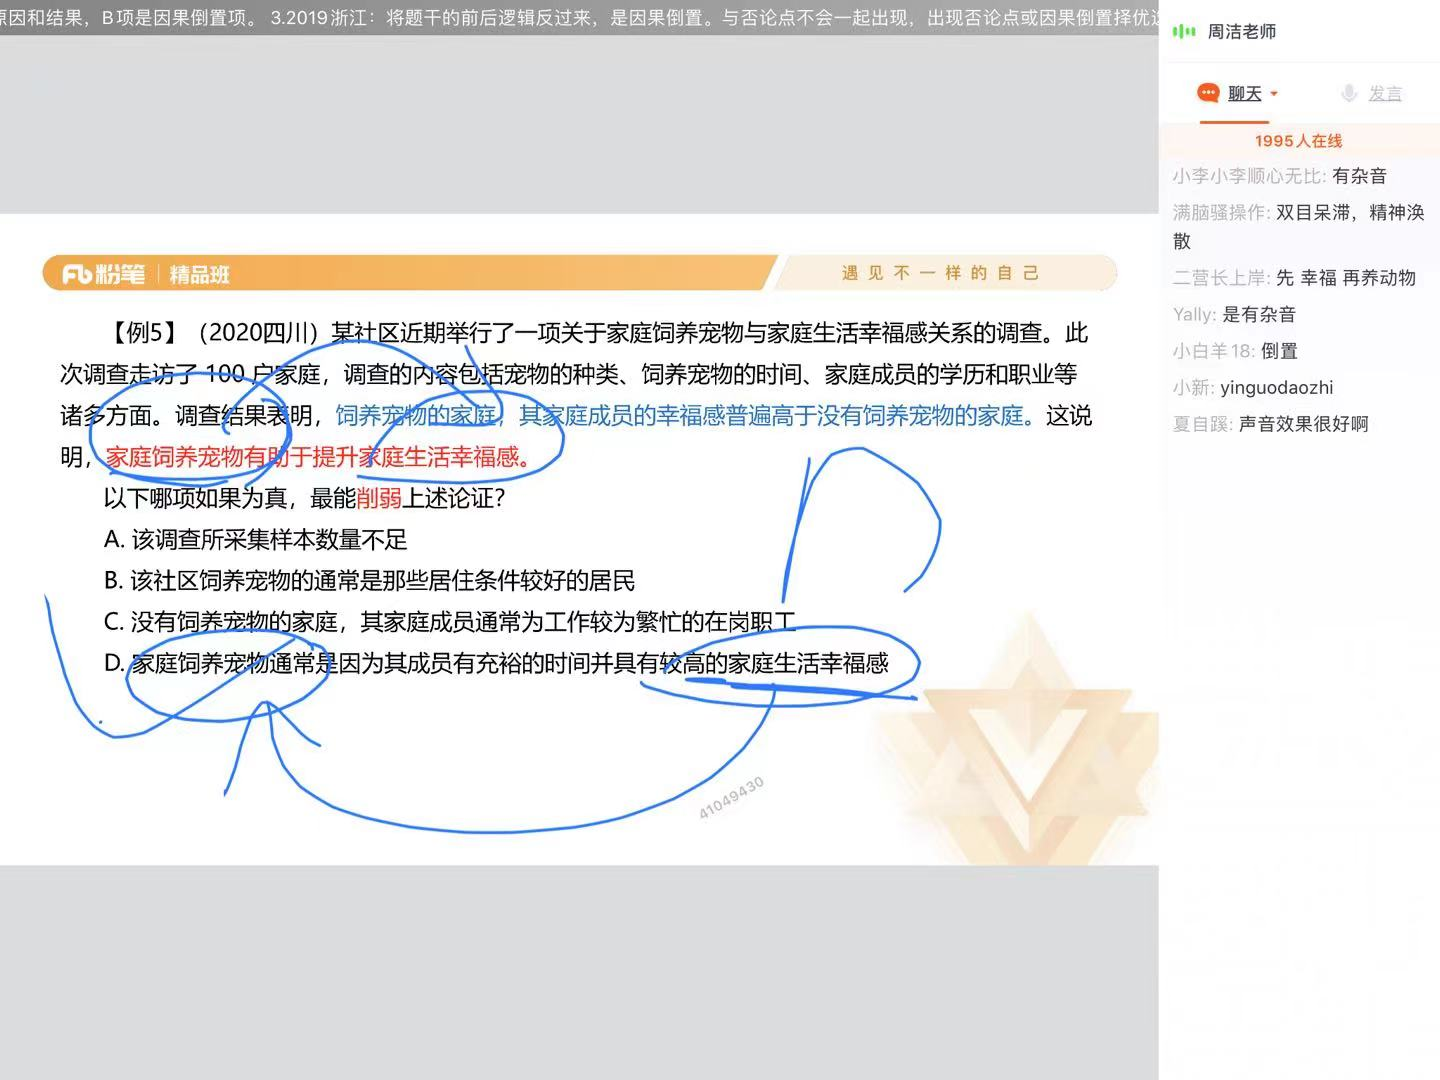 原因和结果，B项是因果倒置项。 3.2019浙江：将题干的前后逻辑反过来，是因果倒置。与否论点不会一起出现，出现否论点或因果倒置择优选
周洁老师
聊天
发言
1995人在线
小李小李顺心无比: 有杂音
满脑骚操作: 双目呆滞，精神涣
散
二营长上岸: 先 幸福 再养动物
Yally: 是有杂音
小白羊18: 倒置
小新: yinguodaozhi
夏自蹊: 声音效果很好啊
粉笔 精品班
遇见不一样的自己
【例5】（2020四川）某社区近期举行了一项关于家庭饲养宠物与家庭生活幸福感关系的调查。此
次调查走访了 100 户家庭，调查的内容包括宠物的种类、饲养宠物的时间、家庭成员的学历和职业等
诸多方面。调查结果表明，饲养宠物的家庭，其家庭成员的幸福感普遍高于没有饲养宠物的家庭。这说
明，家庭饲养宠物有助于提升家庭生活幸福感。
以下哪项如果为真，最能削弱上述论证？
A. 该调查所采集样本数量不足
B. 该社区饲养宠物的通常是那些居住条件较好的居民
C. 没有饲养宠物的家庭，其家庭成员通常为工作较为繁忙的在岗职工
D. 家庭饲养宠物通常是因为其成员有充裕的时间并具有较高的家庭生活幸福感
41049430